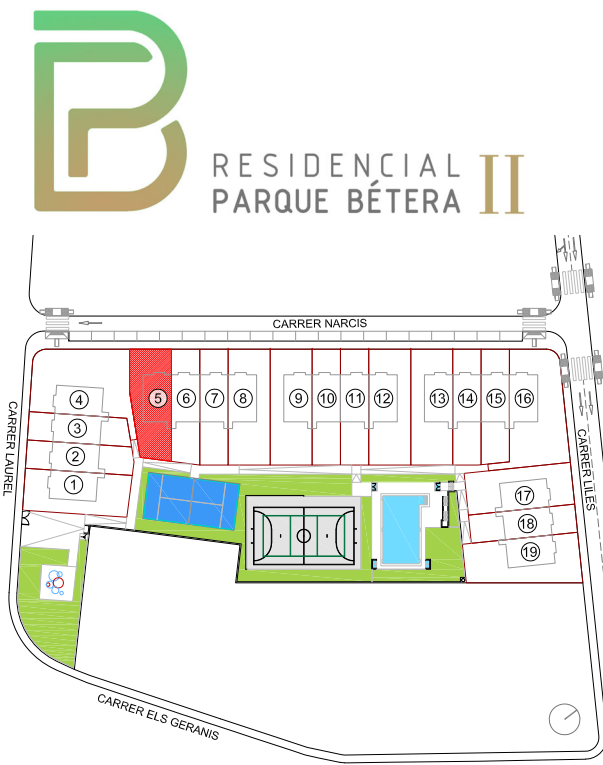 RESIDENCIAL
PARQUE BÉTERA II
CARRER NARCIS
CARRER LAUREL
CARRER LILES
4
3
2
1
5 6 7 8 9 10 11 12 13 14 15 16
17
18
19
CARRER ELS GERANIS